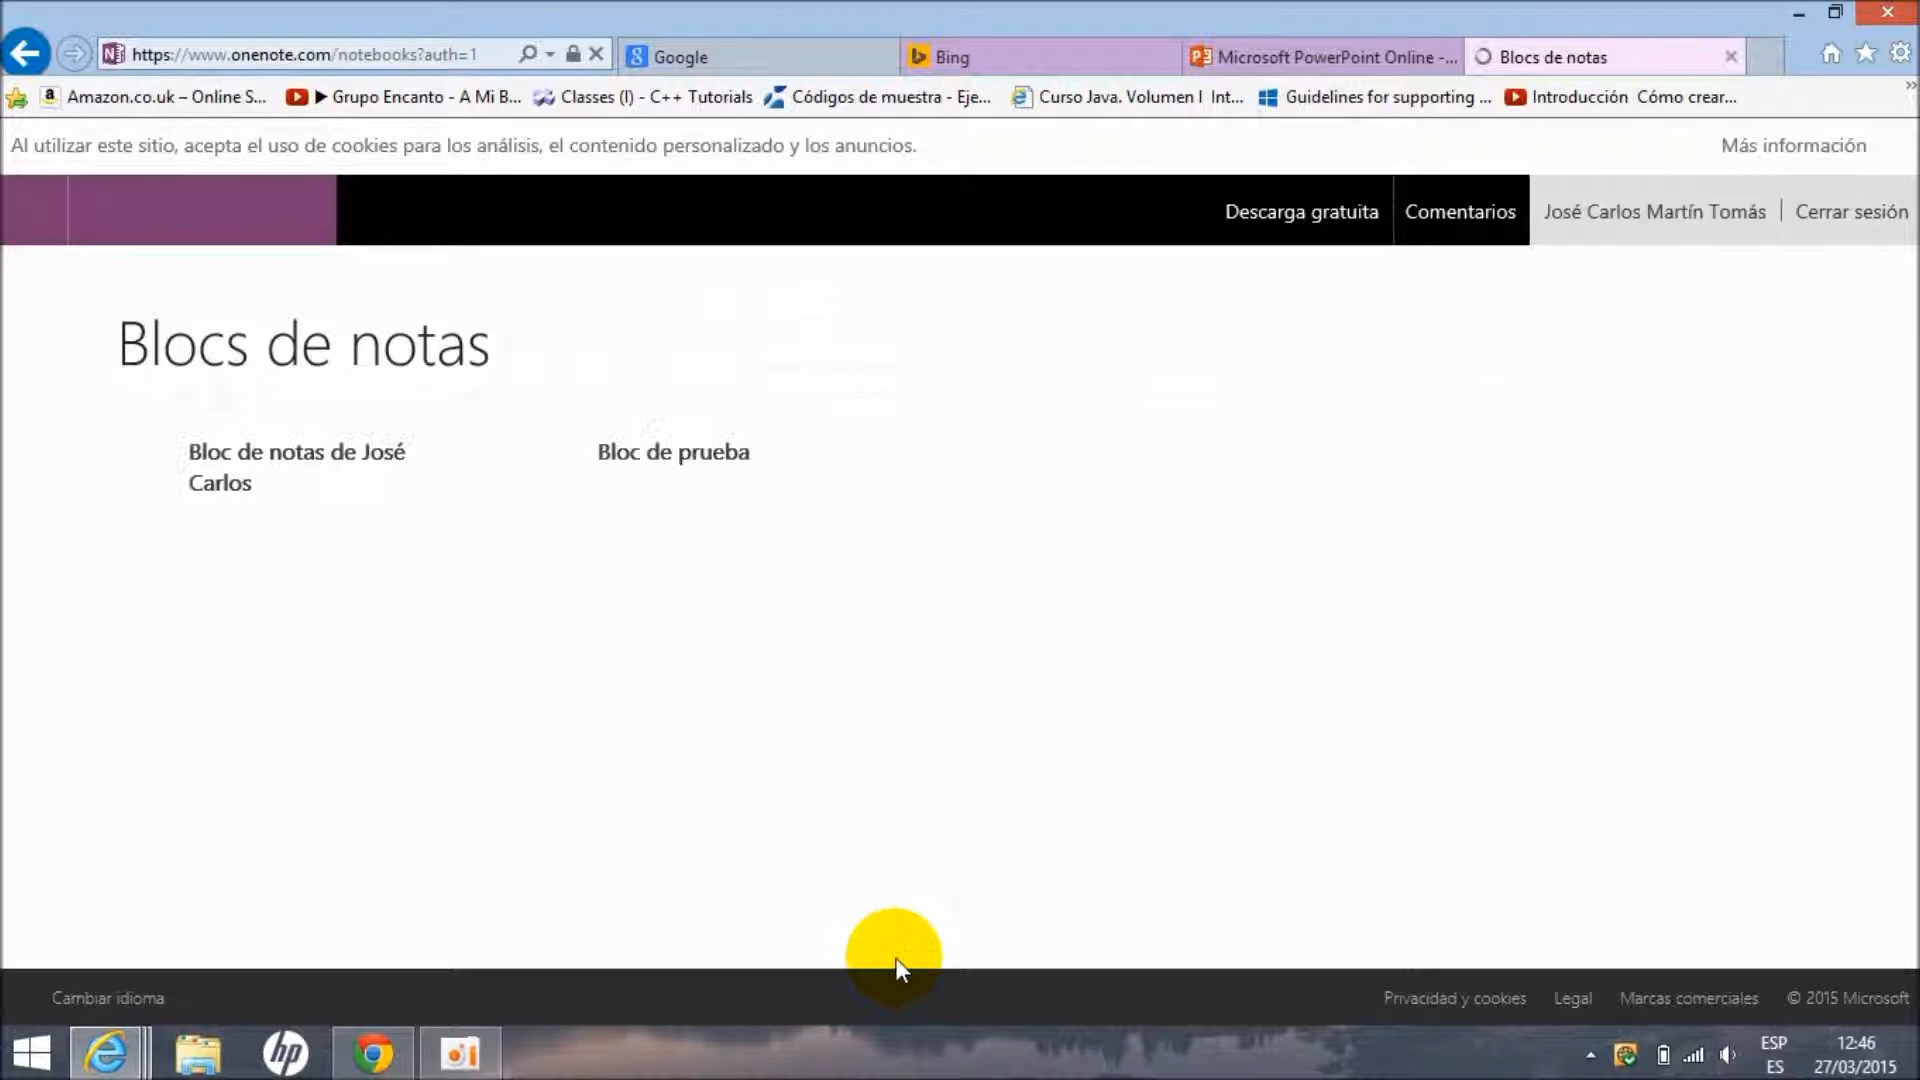 https://www.onenote.com/notebooks?auth=1
Google
Bing
Microsoft PowerPoint Online -...
Blocs de notas
Amazon.co.uk – Online S...
► Grupo Encanto - A Mi B...
Classes (I) - C++ Tutorials
Códigos de muestra - Eje...
Curso Java. Volumen I Int...
Guidelines for supporting ...
Introducción Cómo crear...
Al utilizar este sitio, acepta el uso de cookies para los análisis, el contenido personalizado y los anuncios.
Más información
Descarga gratuita
Comentarios
José Carlos Martín Tomás
Cerrar sesión
Blocs de notas
Bloc de notas de José
Carlos
Bloc de prueba
Cambiar idioma
Privacidad y cookies
Legal
Marcas comerciales
© 2015 Microsoft
hp
ESP
ES
12:46
27/03/2015